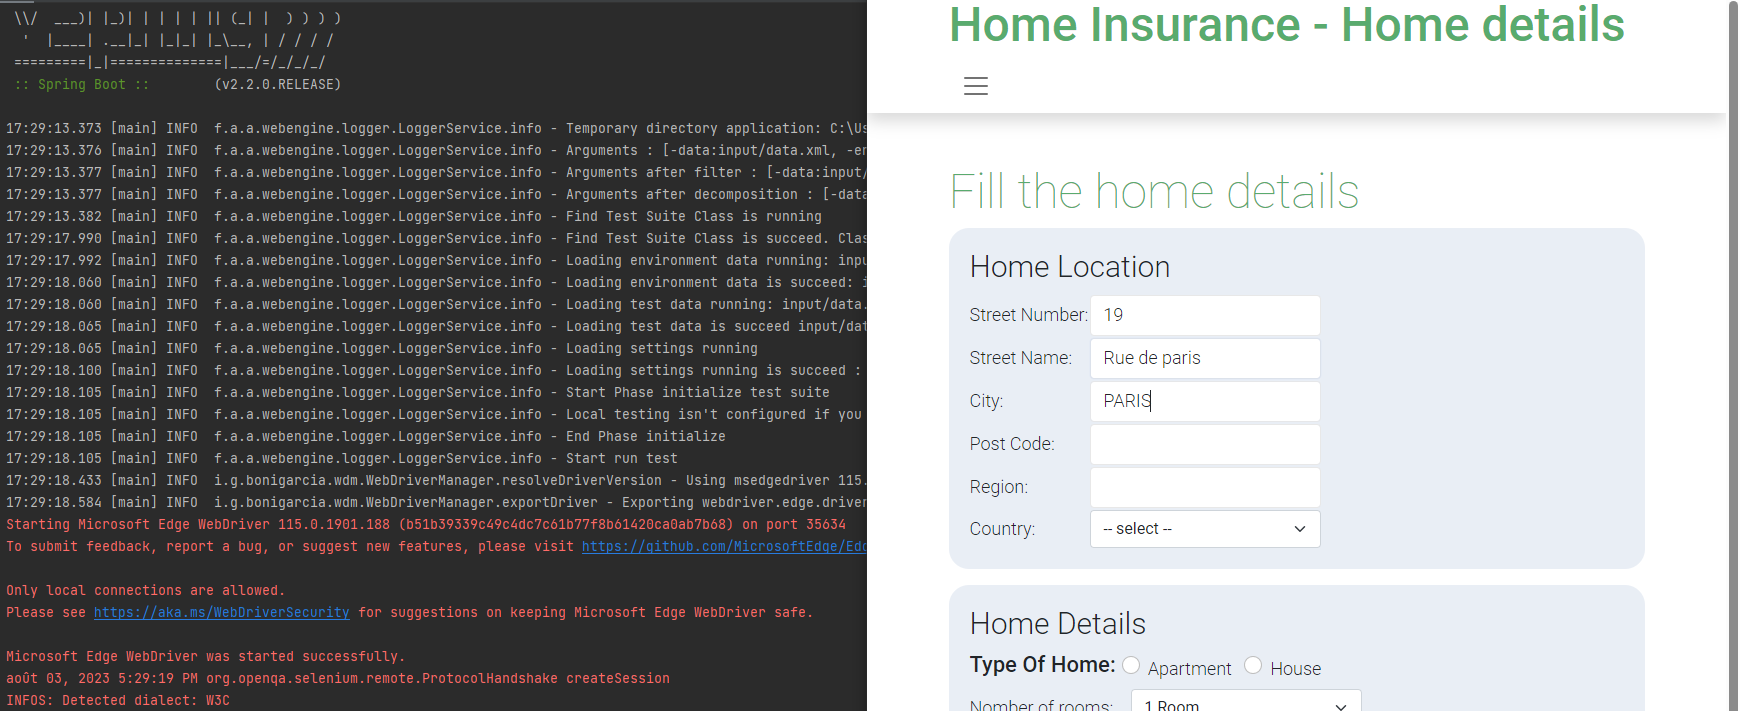 \\/  ___)| |_)| | | | | || (_| |  ) ) ) )
'  |____| .__|_| |_|_| |_\__, | / / / /
=========|_|==============|___/=/_/_/_/
:: Spring Boot ::        (v2.2.0.RELEASE)
17:29:13.373 [main] INFO  f.a.a.webengine.logger.LoggerService.info - Temporary directory application: C:\Us
17:29:13.376 [main] INFO  f.a.a.webengine.logger.LoggerService.info - Arguments : [-data:input/data.xml, -en
17:29:13.377 [main] INFO  f.a.a.webengine.logger.LoggerService.info - Arguments after filter : [-data:input/
17:29:13.377 [main] INFO  f.a.a.webengine.logger.LoggerService.info - Arguments after decomposition : [-data
17:29:13.382 [main] INFO  f.a.a.webengine.logger.LoggerService.info - Find Test Suite Class is running
17:29:17.990 [main] INFO  f.a.a.webengine.logger.LoggerService.info - Find Test Suite Class is succeed. Clas
17:29:17.992 [main] INFO  f.a.a.webengine.logger.LoggerService.info - Loading environment data running: inpu
17:29:18.060 [main] INFO  f.a.a.webengine.logger.LoggerService.info - Loading environment data is succeed: i
17:29:18.060 [main] INFO  f.a.a.webengine.logger.LoggerService.info - Loading test data running: input/data.
17:29:18.065 [main] INFO  f.a.a.webengine.logger.LoggerService.info - Loading test data is succeed input/dat
17:29:18.065 [main] INFO  f.a.a.webengine.logger.LoggerService.info - Loading settings running
17:29:18.100 [main] INFO  f.a.a.webengine.logger.LoggerService.info - Loading settings running is succeed :
17:29:18.105 [main] INFO  f.a.a.webengine.logger.LoggerService.info - Start Phase initialize test suite
17:29:18.105 [main] INFO  f.a.a.webengine.logger.LoggerService.info - Local testing isn't configured if you
17:29:18.105 [main] INFO  f.a.a.webengine.logger.LoggerService.info - End Phase initialize
17:29:18.105 [main] INFO  f.a.a.webengine.logger.LoggerService.info - Start run test
17:29:18.433 [main] INFO  i.g.bonigarcia.wdm.WebDriverManager.resolveDriverVersion - Using msedgedriver 115.
17:29:18.584 [main] INFO  i.g.bonigarcia.wdm.WebDriverManager.exportDriver - Exporting webdriver.edge.driver
Starting Microsoft Edge WebDriver 115.0.1901.188 (b51b39339c49c4dc7c61b77f8b61420ca0ab7b68) on port 35634
To submit feedback, report a bug, or suggest new features, please visit https://github.com/MicrosoftEdge/Edg
Only local connections are allowed.
Please see https://aka.ms/WebDriverSecurity for suggestions on keeping Microsoft Edge WebDriver safe.
Microsoft Edge WebDriver was started successfully.
août 03, 2023 5:29:19 PM org.openqa.selenium.remote.ProtocolHandshake createSession
INFOS: Detected dialect: W3C
Home Insurance - Home details
Fill the home details
Home Location
Street Number: 19
Street Name: Rue de paris
City: PARIS
Post Code:
Region:
Country: -- select --
Home Details
Type Of Home: Apartment House
Nomber of rooms: 1 Room